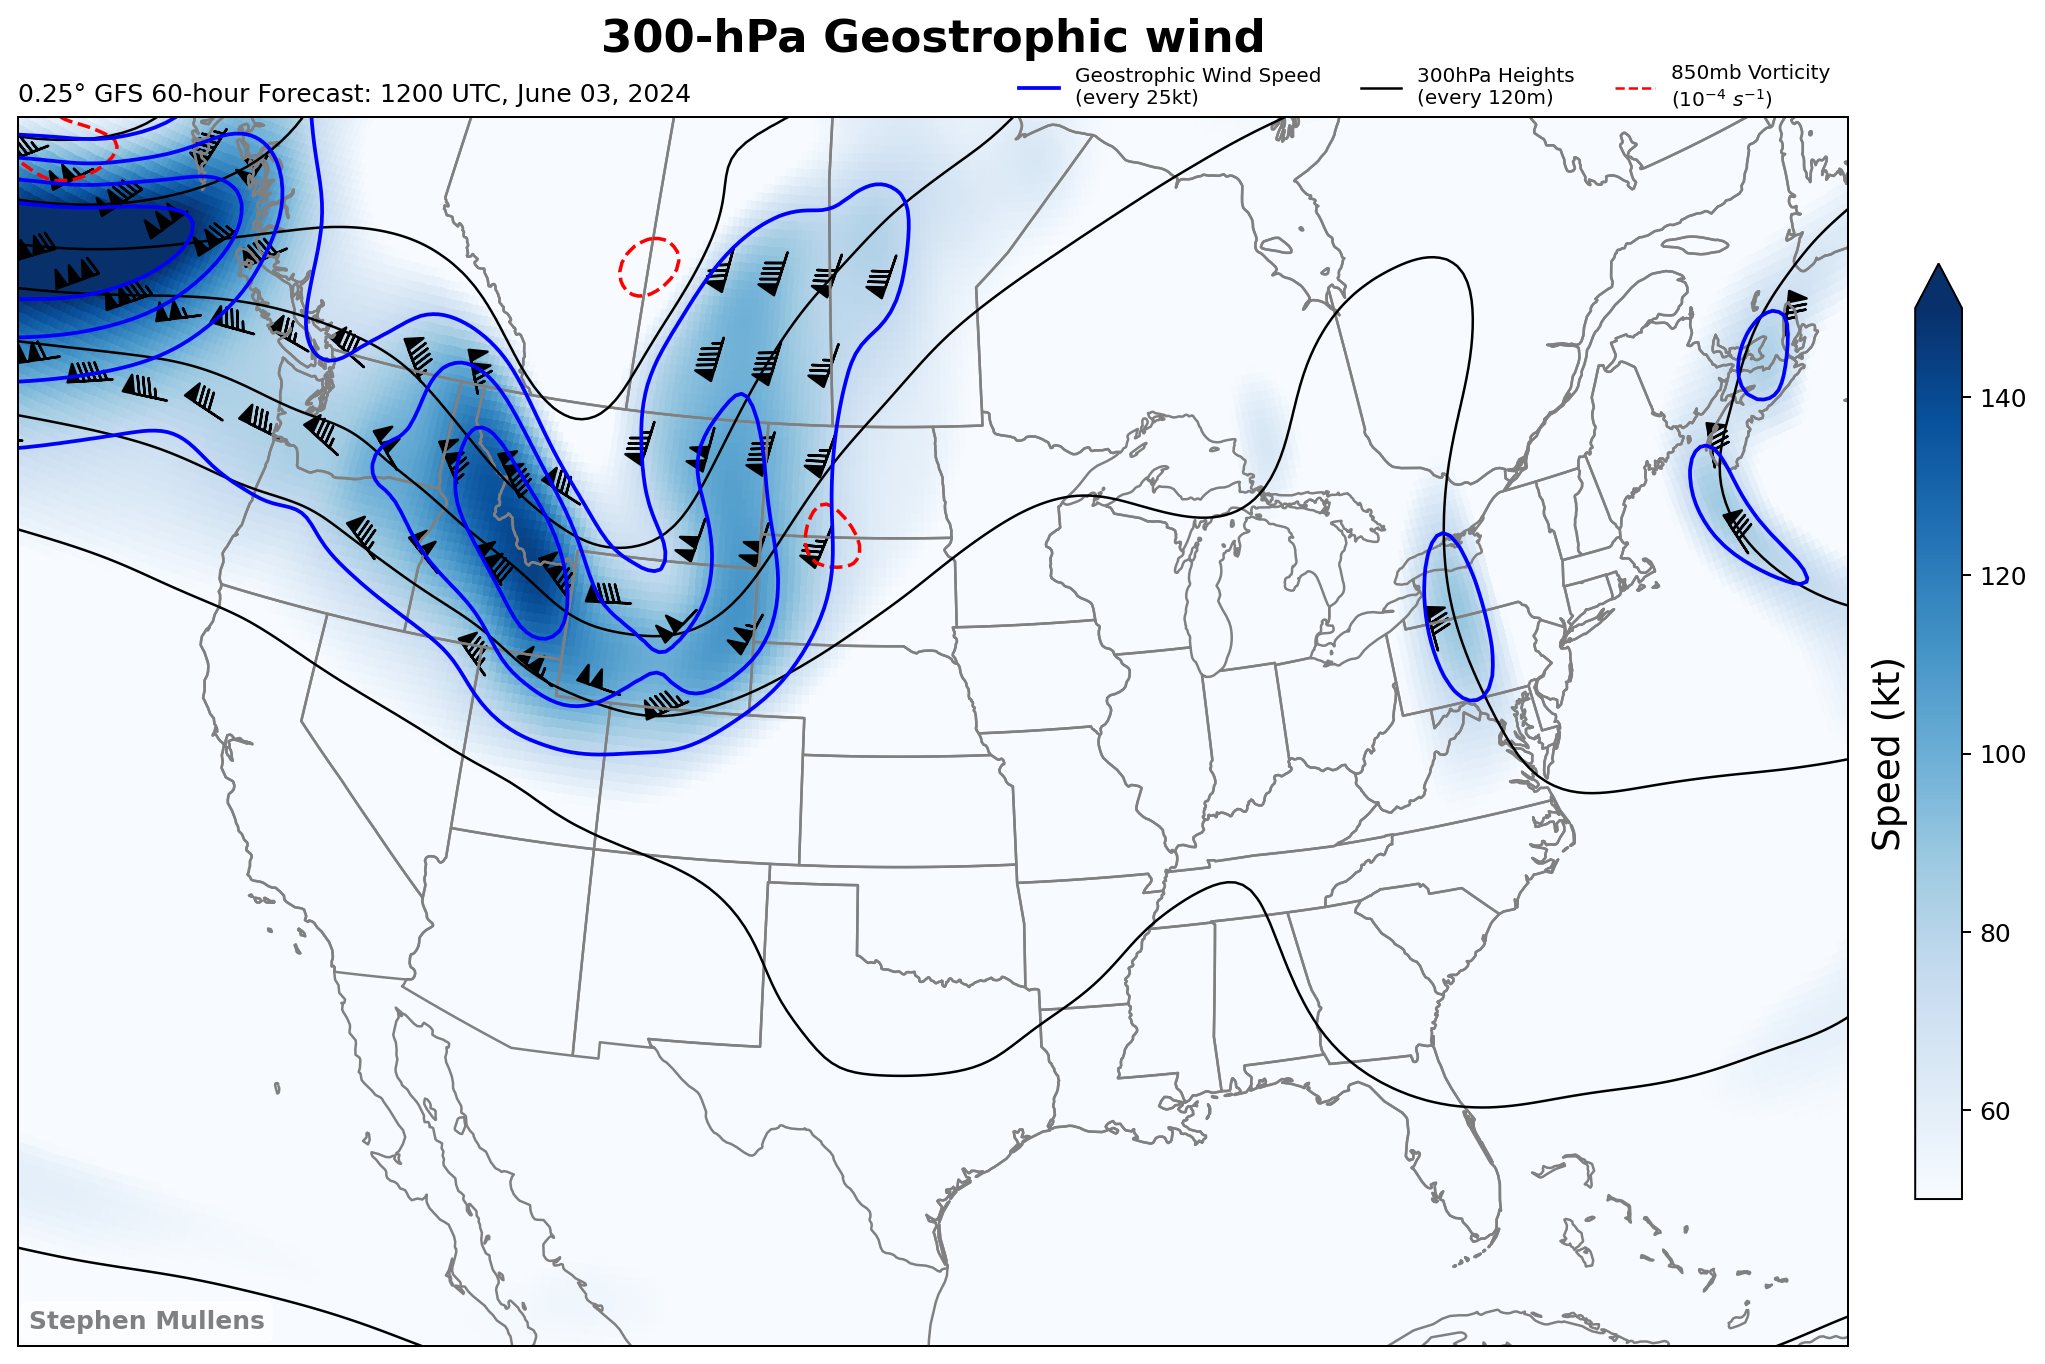 300-hPa Geostrophic wind
0.25° GFS 60-hour Forecast: 1200 UTC, June 03, 2024
Geostrophic Wind Speed
(every 25kt)
300hPa Heights
(every 120m)
850mb Vorticity
(10⁻⁴ s⁻¹)
140
120
100
80
60
Speed (kt)
Stephen Mullens